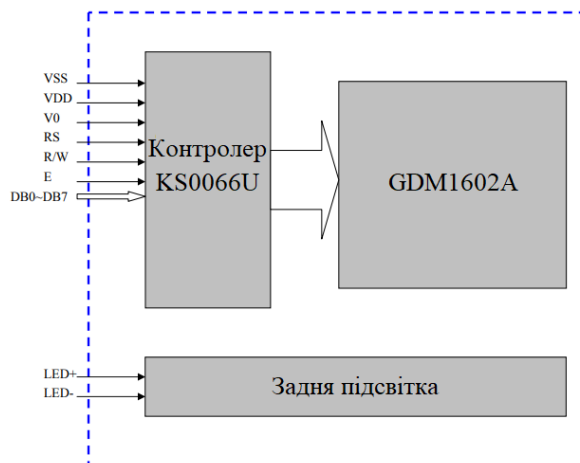 VSS
VDD
V0
RS
R/W
E
DB0~DB7
Контролер
KS0066U
GDM1602A
LED+
LED-
Задня підсвітка